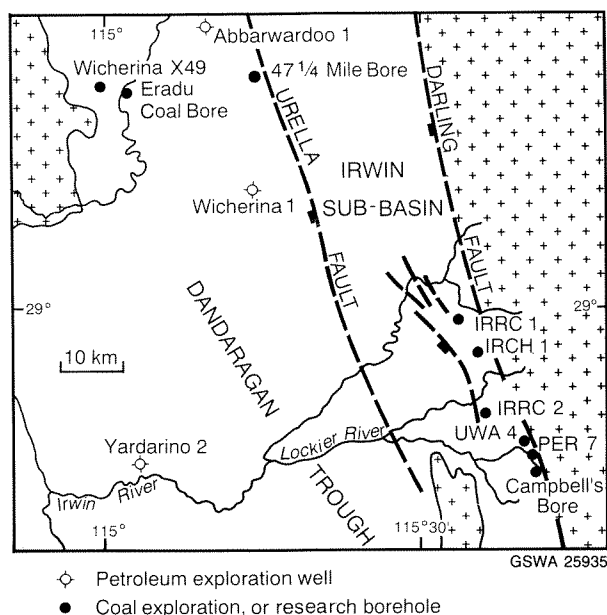 115°
Abbarwardoo 1
Wicherina X49
Eradu
Coal Bore
47 1/4 Mile Bore
URELLA
FAULT
DARLING
FAULT
IRWIN
SUB-BASIN
Wicherina 1
29°
29°
DANDARAGAN
TROUGH
10 km
IRRC 1
IRCH 1
IRRC 2
UWA 4
PER 7
Campbell's
Bore
Lockier River
Yardarino 2
Irwin River
115°
115° 30'
GSWA 25935
Petroleum exploration well
Coal exploration, or research borehole